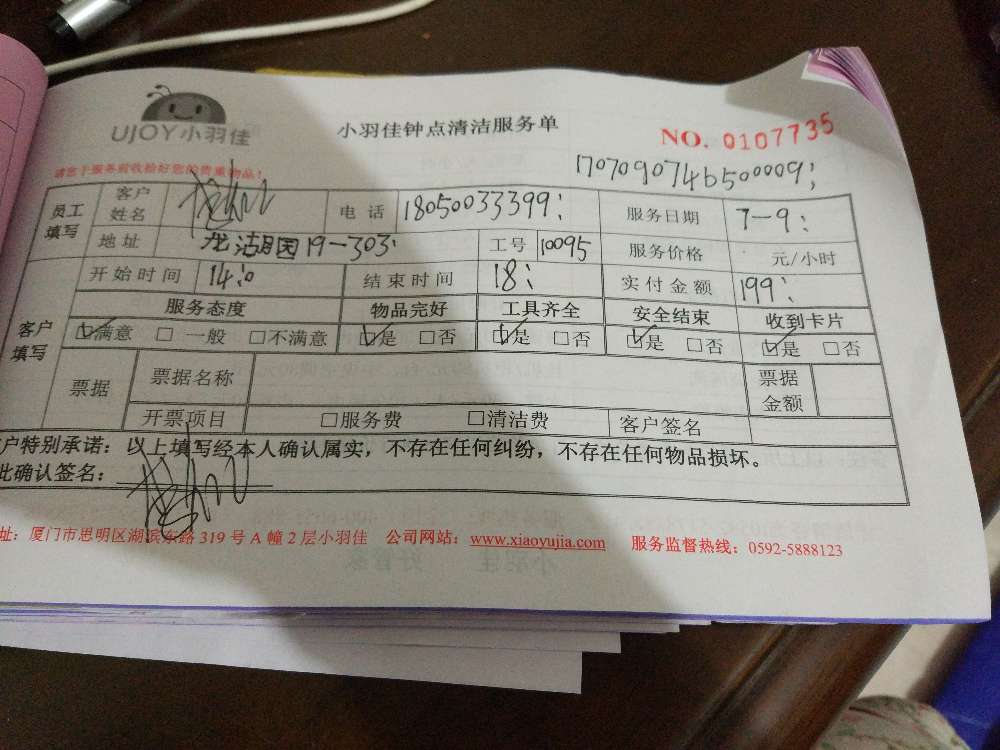 UJOY小羽佳
小羽佳钟点清洁服务单
NO. 0107735
请您于服务前收拾好您的贵重物品！
1707090746500009;
员工填写
客户姓名
电话 18050033399:
服务日期 7-9:
地址 龙湖园19-303:
工号 10095
服务价格 元/小时
客户填写
开始时间 14:0
结束时间 18:
实付金额 199:
服务态度 物品完好 工具齐全 安全结束 收到卡片
☑满意 □一般 □不满意 ☑是 □否 ☑是 □否 ☑是 □否 ☑是 □否
票据
票据名称
票据金额
开票项目 □服务费 □清洁费 客户签名
户特别承诺：以上填写经本人确认属实，不存在任何纠纷，不存在任何物品损坏。
此确认签名：
址：厦门市思明区湖滨东路319号A幢2层小羽佳 公司网站：www.xiaoyujia.com 服务监督热线：0592-5888123